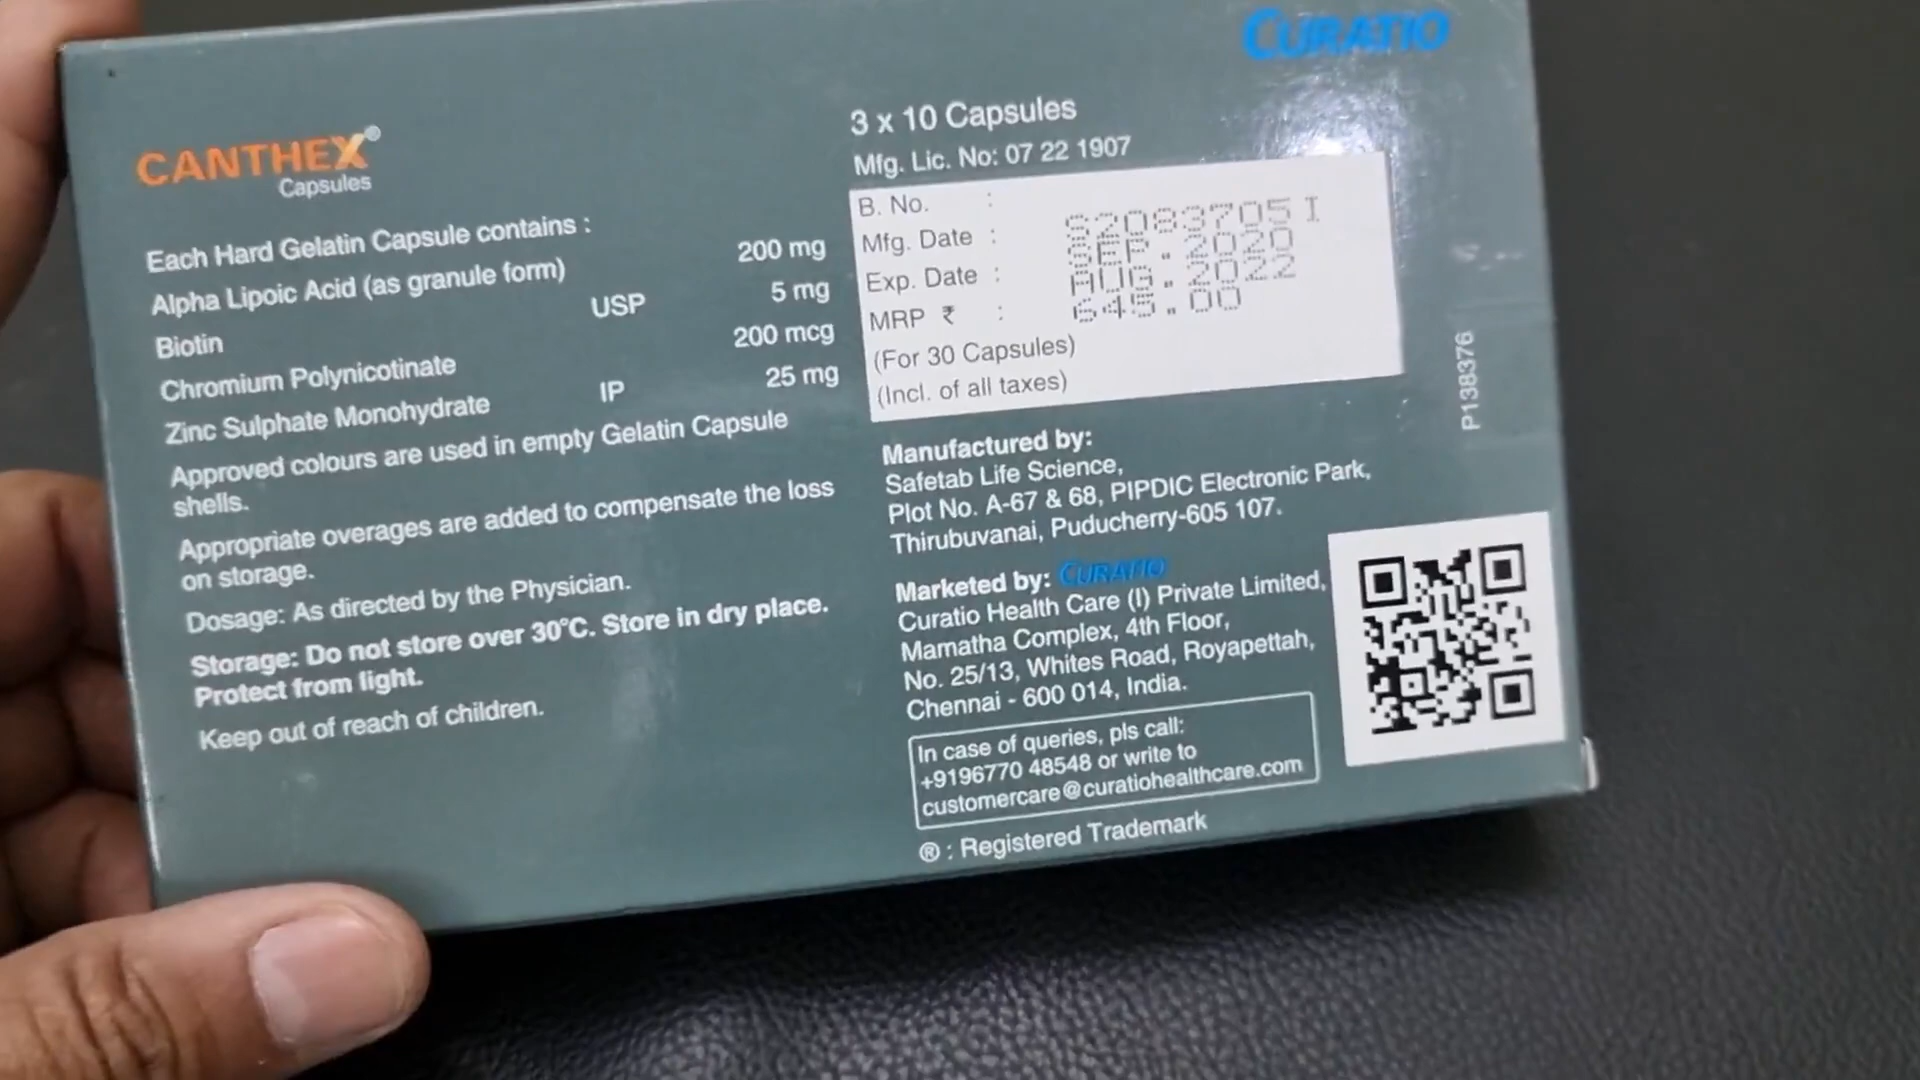 CURATIO
CANTHEX®
Capsules
Each Hard Gelatin Capsule contains :
Alpha Lipoic Acid (as granule form) 200 mg
Biotin USP 5 mg
Chromium Polynicotinate 200 mcg
Zinc Sulphate Monohydrate IP 25 mg
Approved colours are used in empty Gelatin Capsule
shells.
Appropriate overages are added to compensate the loss
on storage.
Dosage: As directed by the Physician.
Storage: Do not store over 30°C. Store in dry place.
Protect from light.
Keep out of reach of children.
3 x 10 Capsules
Mfg. Lic. No: 07 22 1907
B. No. : S2083705 I
Mfg. Date : SEP.2020
Exp. Date : AUG.2022
MRP ₹ : 645.00
(For 30 Capsules)
(Incl. of all taxes)
P138376
Manufactured by:
Safetab Life Science,
Plot No. A-67 & 68, PIPDIC Electronic Park,
Thirubuvanai, Puducherry-605 107.
Marketed by: CURATIO
Curatio Health Care (I) Private Limited,
Mamatha Complex, 4th Floor,
No. 25/13, Whites Road, Royapettah,
Chennai - 600 014, India.
In case of queries, pls call:
+9196770 48548 or write to
customercare@curatiohealthcare.com
® : Registered Trademark